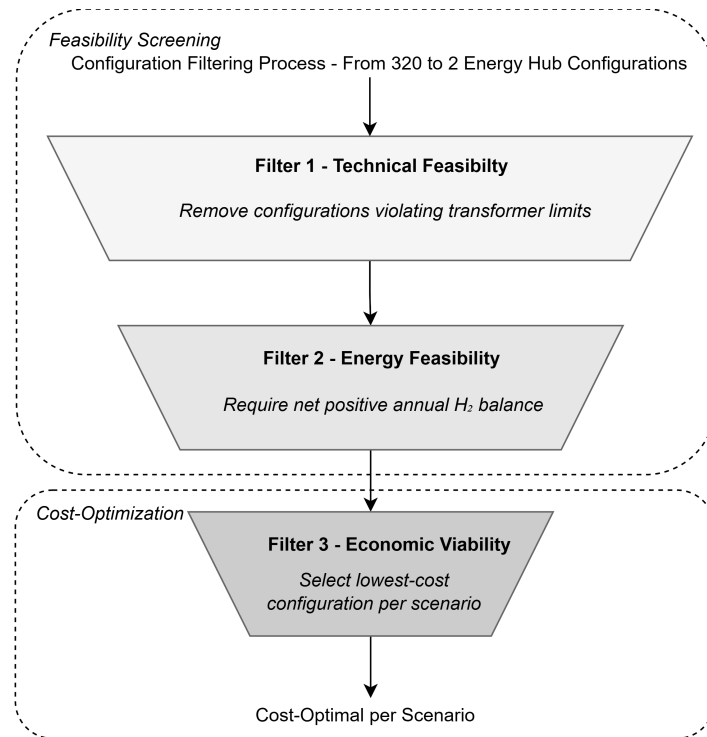 Feasibility Screening
Configuration Filtering Process - From 320 to 2 Energy Hub Configurations
Filter 1 - Technical Feasibilty
Remove configurations violating transformer limits
Filter 2 - Energy Feasibility
Require net positive annual H₂ balance
Cost-Optimization
Filter 3 - Economic Viability
Select lowest-cost
configuration per scenario
Cost-Optimal per Scenario